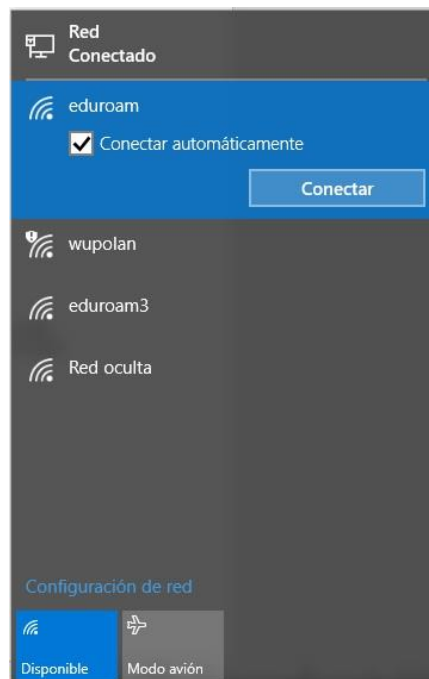 Red
Conectado
eduroam
Conectar automáticamente
Conectar
wupolan
eduroam3
Red oculta
Configuración de red
Disponible
Modo avión